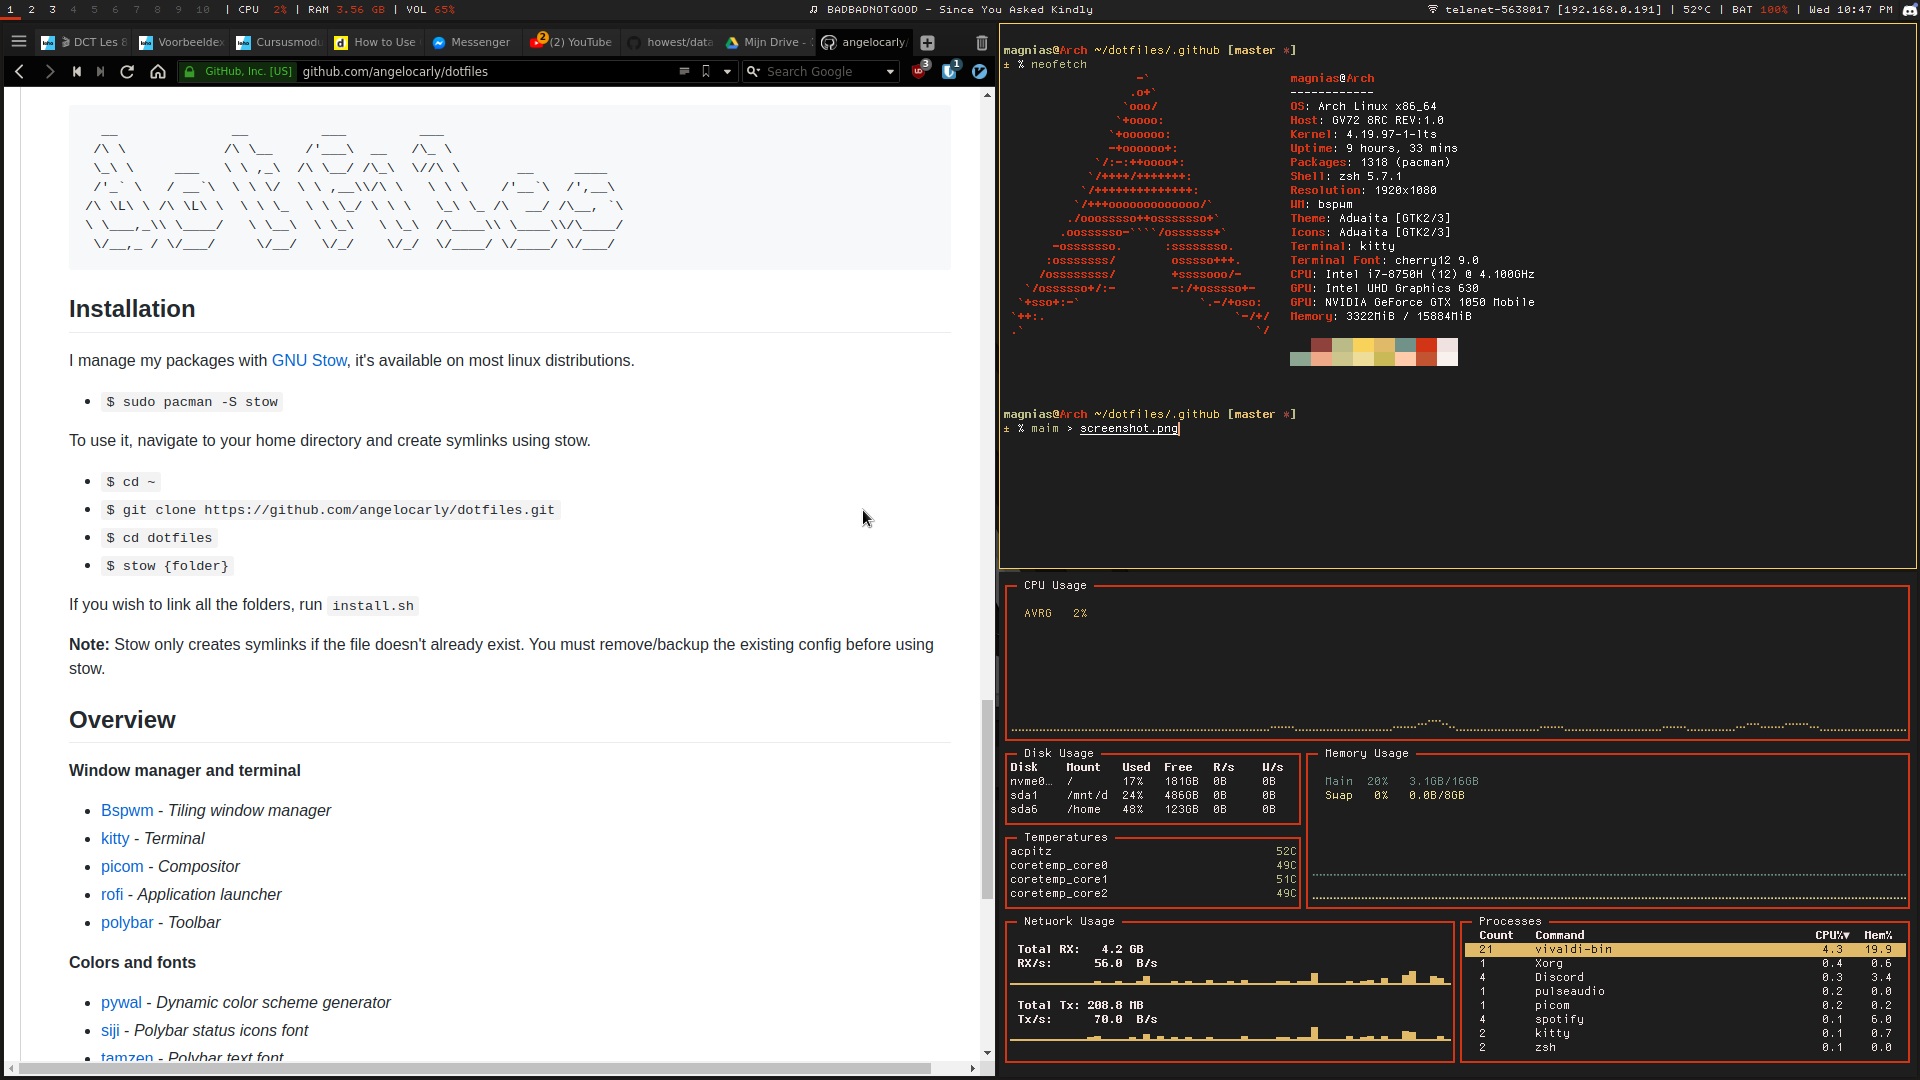 1 2 3 4 5 6 7 8 9 10 | CPU 2% | RAM 3.56 GB | VOL 65%
BADBADNOTGOOD - Since You Asked Kindly
telenet-5638017 [192.168.0.191] | 52°C | BAT 100% | Wed 10:47 PM
DCT Les 8
Voorbeeldex
Cursusmodu
How to Use
Messenger
(2) YouTube
howest/data
Mijn Drive -
angelocarly/
GitHub, Inc. [US] github.com/angelocarly/dotfiles
Search Google
3
1
Installation
I manage my packages with GNU Stow, it's available on most linux distributions.
• $ sudo pacman -S stow
To use it, navigate to your home directory and create symlinks using stow.
• $ cd ~
• $ git clone https://github.com/angelocarly/dotfiles.git
• $ cd dotfiles
• $ stow {folder}
If you wish to link all the folders, run install.sh
Note: Stow only creates symlinks if the file doesn't already exist. You must remove/backup the existing config before using
stow.
Overview
Window manager and terminal
• Bspwm - Tiling window manager
• kitty - Terminal
• picom - Compositor
• rofi - Application launcher
• polybar - Toolbar
Colors and fonts
• pywal - Dynamic color scheme generator
• siji - Polybar status icons font
• tamzen - Polybar text font
magnias@Arch ~/dotfiles/.github [master *]
± % neofetch
magnias@Arch
------------
OS: Arch Linux x86_64
Host: GV72 8RC REV:1.0
Kernel: 4.19.97-1-lts
Uptime: 9 hours, 33 mins
Packages: 1318 (pacman)
Shell: zsh 5.7.1
Resolution: 1920x1080
WM: bspwm
Theme: Adwaita [GTK2/3]
Icons: Adwaita [GTK2/3]
Terminal: kitty
Terminal Font: cherry12 9.0
CPU: Intel i7-8750H (12) @ 4.100GHz
GPU: Intel UHD Graphics 630
GPU: NVIDIA GeForce GTX 1050 Mobile
Memory: 3322MiB / 15884MiB
magnias@Arch ~/dotfiles/.github [master *]
± % maim > screenshot.png
CPU Usage
AVRG 2%
Disk Usage
Disk Mount Used Free R/s W/s
nvme0… / 17% 181GB 0B 0B
sda1 /mnt/d 24% 486GB 0B 0B
sda6 /home 48% 123GB 0B 0B
Memory Usage
Main 20% 3.1GB/16GB
Swap 0% 0.0B/8GB
Temperatures
acpitz 52C
coretemp_core0 49C
coretemp_core1 51C
coretemp_core2 49C
Network Usage
Total RX: 4.2 GB
RX/s: 56.0 B/s
Total Tx: 208.8 MB
Tx/s: 70.0 B/s
Processes
Count Command CPU%▼ Mem%
21 vivaldi-bin 4.3 19.9
1 Xorg 0.4 0.6
4 Discord 0.3 3.4
1 pulseaudio 0.2 0.0
1 picom 0.2 0.2
4 spotify 0.1 6.0
2 kitty 0.1 0.7
2 zsh 0.1 0.0